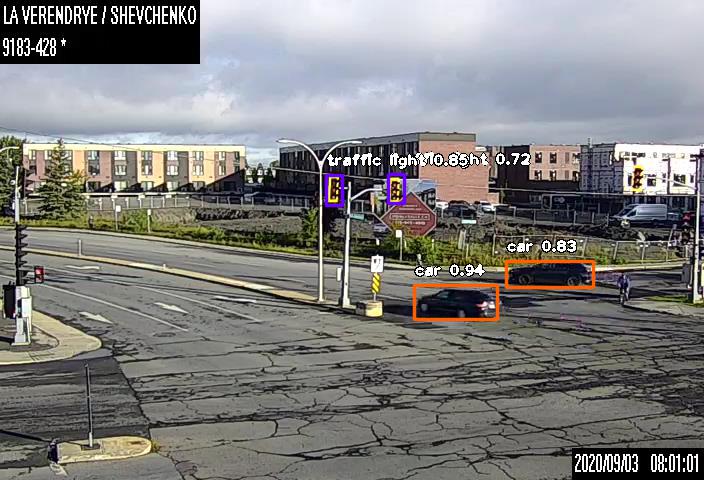 LA VERENDRYE / SHEVCHENKO
9183-428 *
traffic light 0.85
ght 0.72
car 0.83
car 0.94
2020/09/03 08:01:01